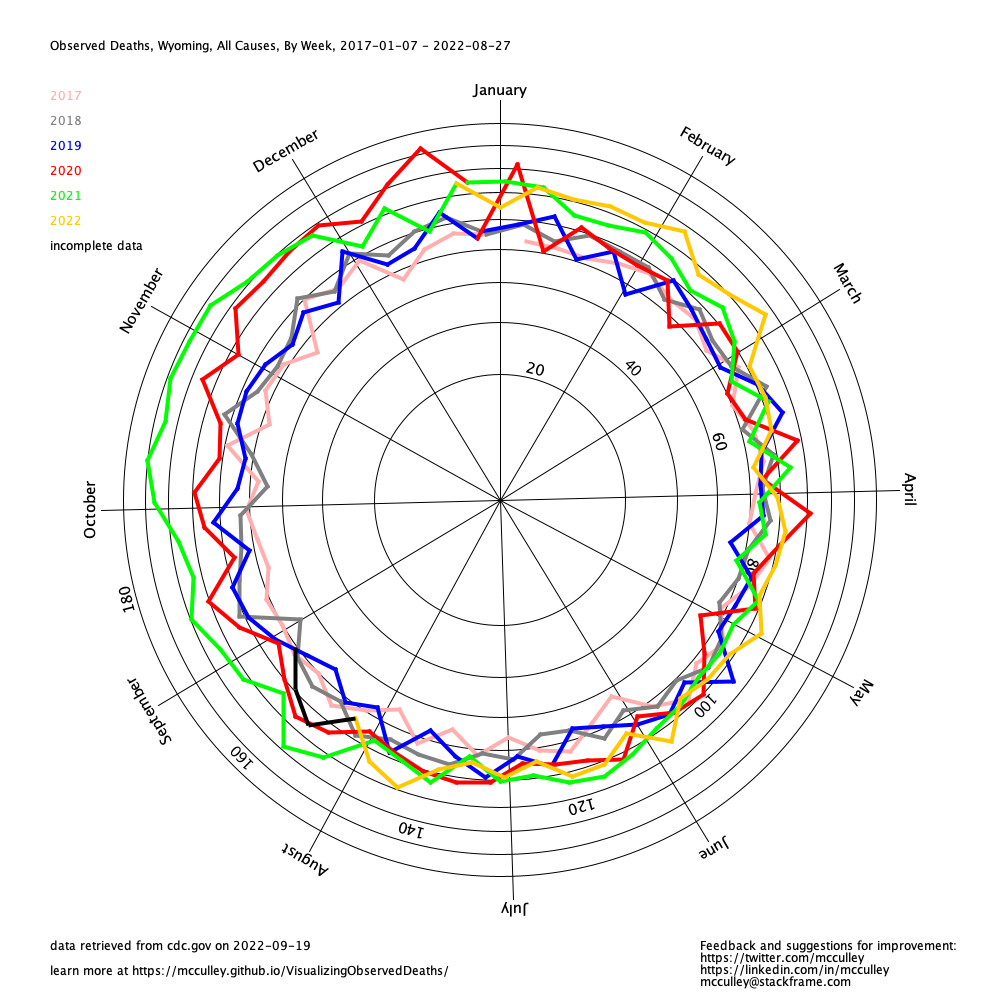 Observed Deaths, Wyoming, All Causes, By Week, 2017-01-07 - 2022-08-27
January
2017
2018
2019
2020
2021
2022
incomplete data
December
February
November
March
20
40
60
October
April
80
180
September
May
100
160
120
140
August
June
July
data retrieved from cdc.gov on 2022-09-19
learn more at https://mcculley.github.io/VisualizingObservedDeaths/
Feedback and suggestions for improvement:
https://twitter.com/mcculley
https://linkedin.com/in/mcculley
mcculley@stackframe.com